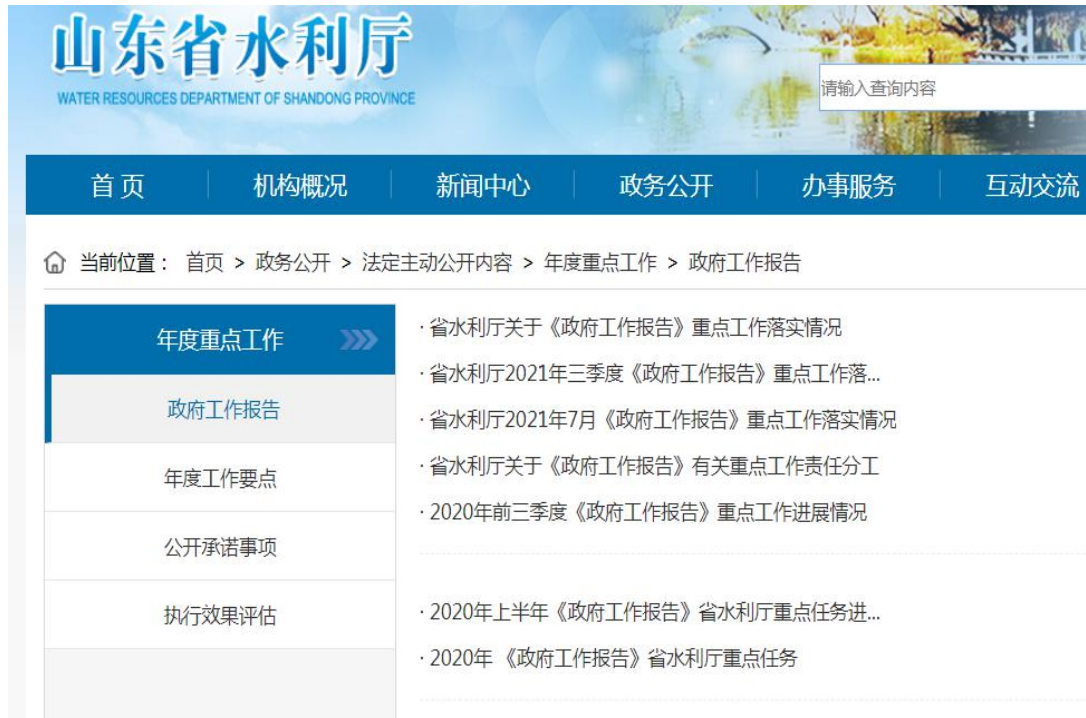 山东省水利厅
WATER RESOURCES DEPARTMENT OF SHANDONG PROVINCE
请输入查询内容
首页 机构概况 新闻中心 政务公开 办事服务 互动交流
当前位置： 首页 > 政务公开 > 法定主动公开内容 > 年度重点工作 > 政府工作报告
年度重点工作
政府工作报告
年度工作要点
公开承诺事项
执行效果评估
· 省水利厅关于《政府工作报告》重点工作落实情况
· 省水利厅2021年三季度《政府工作报告》重点工作落...
· 省水利厅2021年7月《政府工作报告》重点工作落实情况
· 省水利厅关于《政府工作报告》有关重点工作责任分工
· 2020年前三季度《政府工作报告》重点工作进展情况
· 2020年上半年《政府工作报告》省水利厅重点任务进...
· 2020年 《政府工作报告》省水利厅重点任务